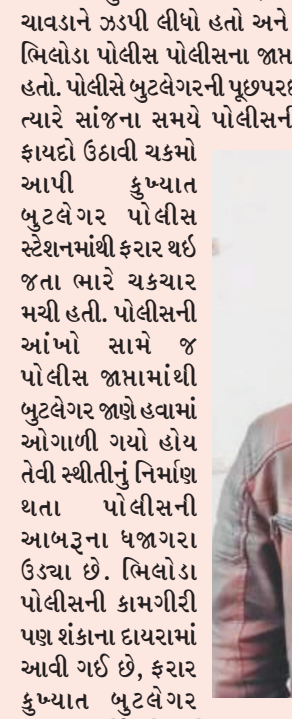 ચાવડાને ઝડપી લીધો હતો અને
ભિલોડા પોલીસ પોલીસના જાપ્ત
હતો. પોલીસે બુટલેગરની પૂછપરછ
ત્યારે સાંજના સમયે પોલીસની
ફાયદો ઉઠાવી ચકમો
આપી કુખ્યાત
બુટલેગર પોલીસ
સ્ટેશનમાંથી ફરાર થઈ
જતા ભારે ચકચાર
મચી હતી. પોલીસની
આંખો સામે જ
પોલીસ જાપ્તામાંથી
બુટલેગર જાણે હવામાં
ઓગાળી ગયો હોય
તેવી સ્થીતીનું નિર્માણ
થતા પોલીસની
આબરૂના ધજાગરા
ઉડ્યા છે. ભિલોડા
પોલીસની કામગીરી
પણ શંકાના દાયરામાં
આવી ગઈ છે, ફરાર
કુખ્યાત બુટલેગર